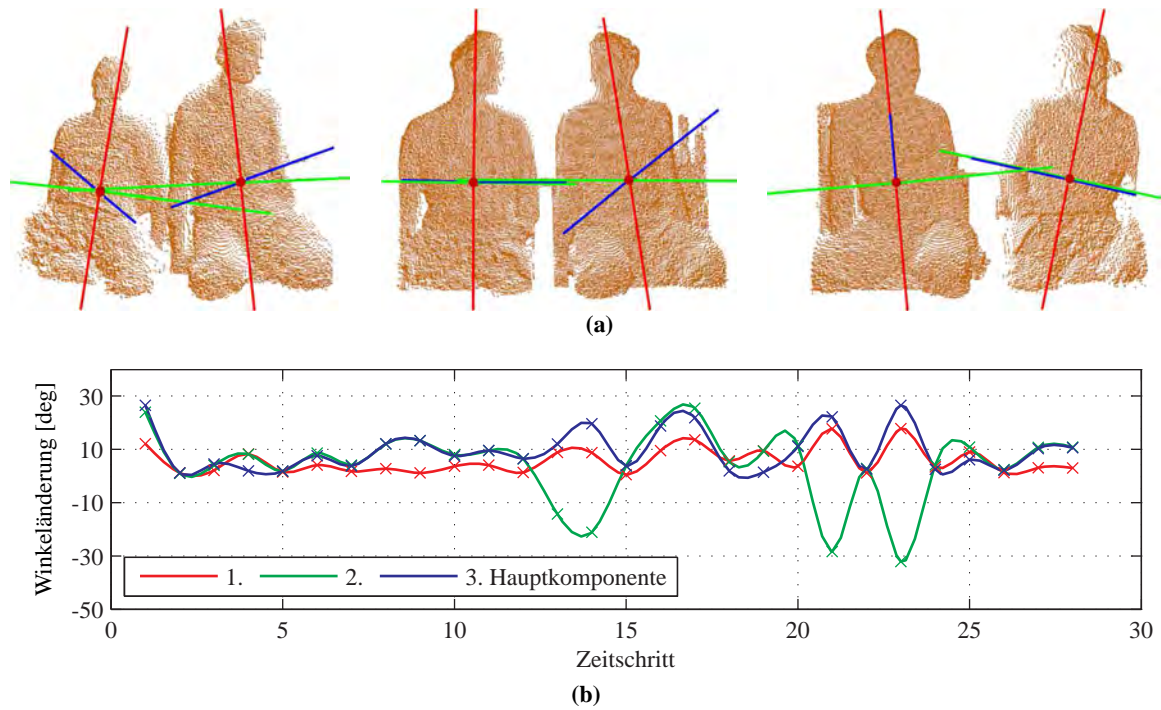 (a)
Winkeländerung [deg]
30
10
-10
-30
-50
1.
2.
3. Hauptkomponente
0
5
10
15
20
25
30
Zeitschritt
(b)